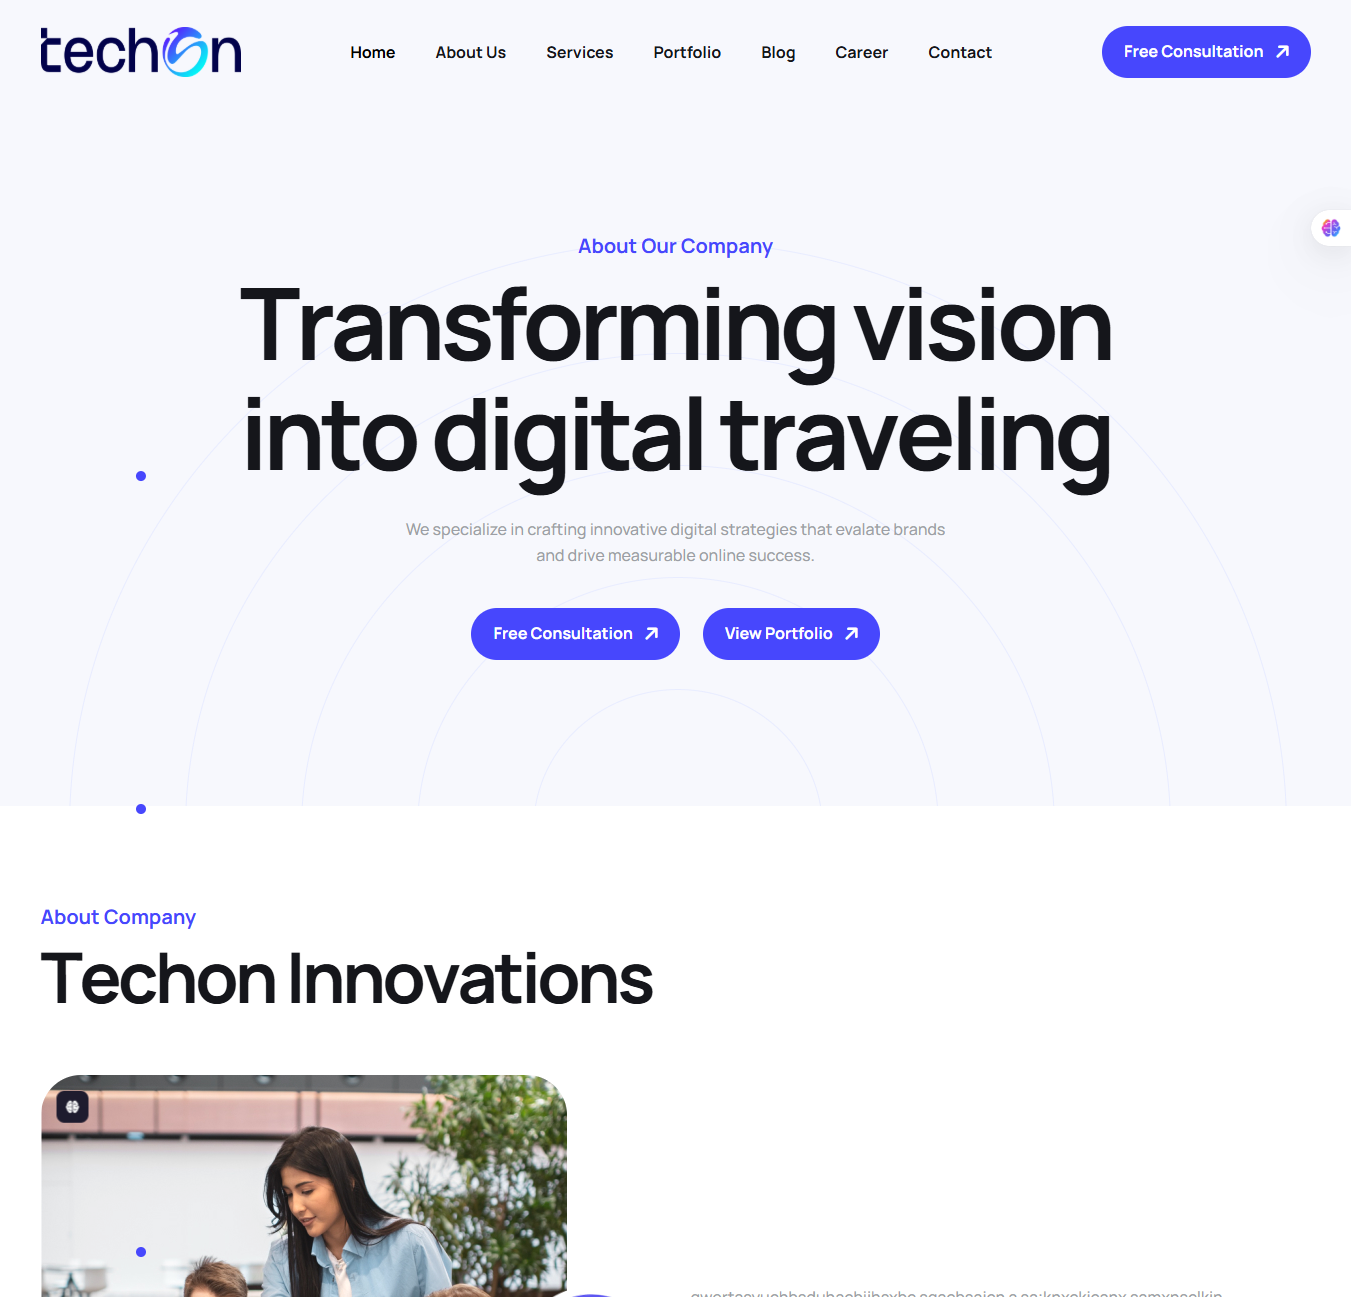 techon
Home About Us Services Portfolio Blog Career Contact
Free Consultation
About Our Company
Transforming vision
into digital traveling
We specialize in crafting innovative digital strategies that evalate brands
and drive measurable online success.
Free Consultation
View Portfolio
About Company
Techon Innovations